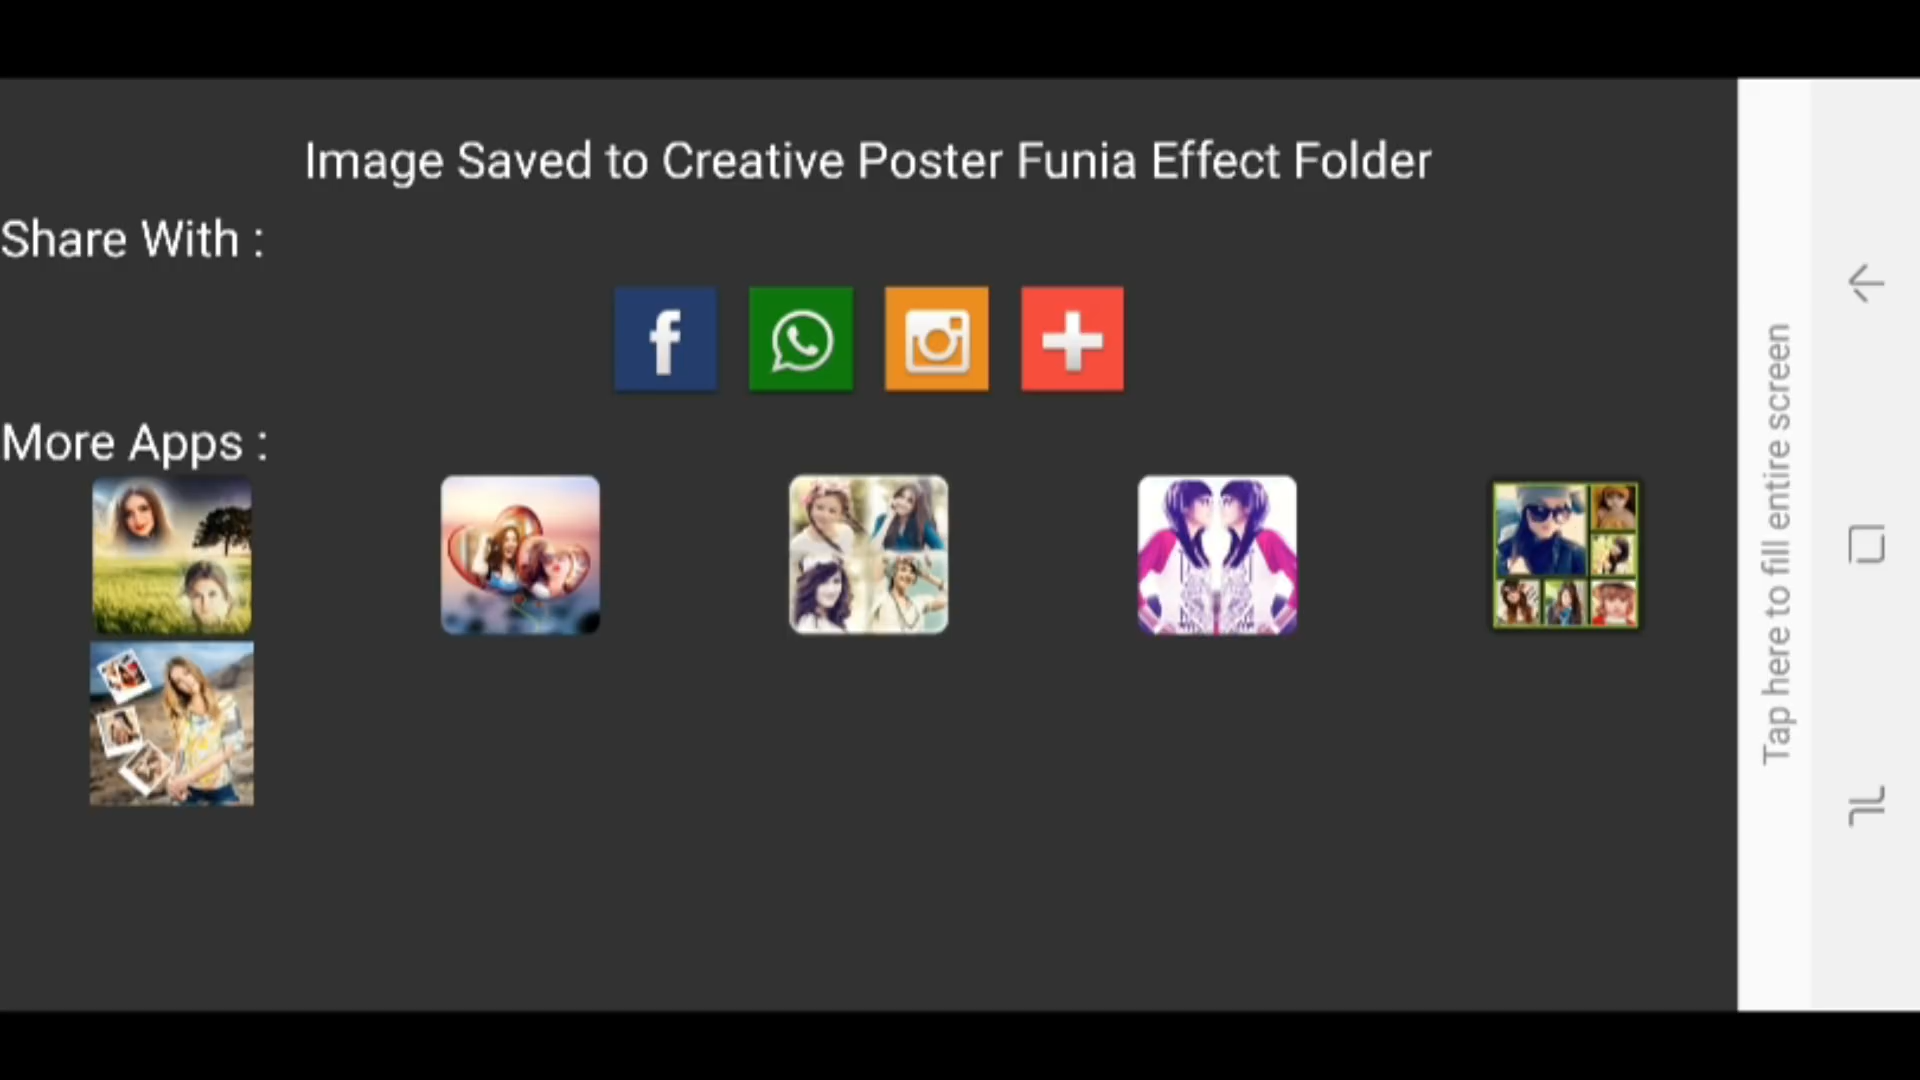 Image Saved to Creative Poster Funia Effect Folder
Share With :
More Apps :
Tap here to fill entire screen